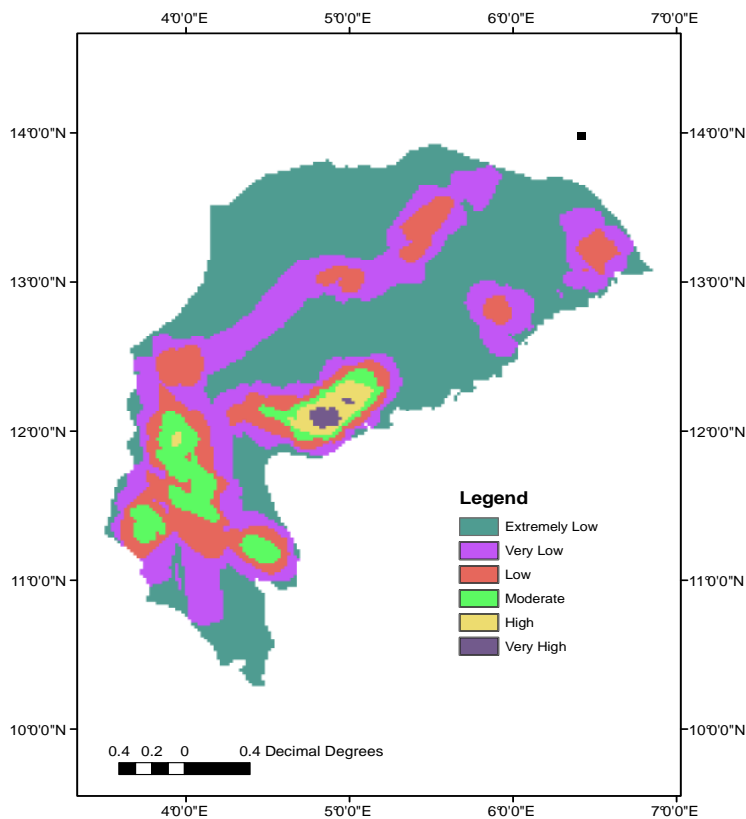 4°0'0"E 5°0'0"E 6°0'0"E 7°0'0"E
14°0'0"N 14°0'0"N
13°0'0"N 13°0'0"N
12°0'0"N 12°0'0"N
Legend
Extremely Low
Very Low
Low
Moderate
High
Very High
11°0'0"N 11°0'0"N
10°0'0"N 10°0'0"N
0.4 0.2 0 0.4 Decimal Degrees
4°0'0"E 5°0'0"E 6°0'0"E 7°0'0"E